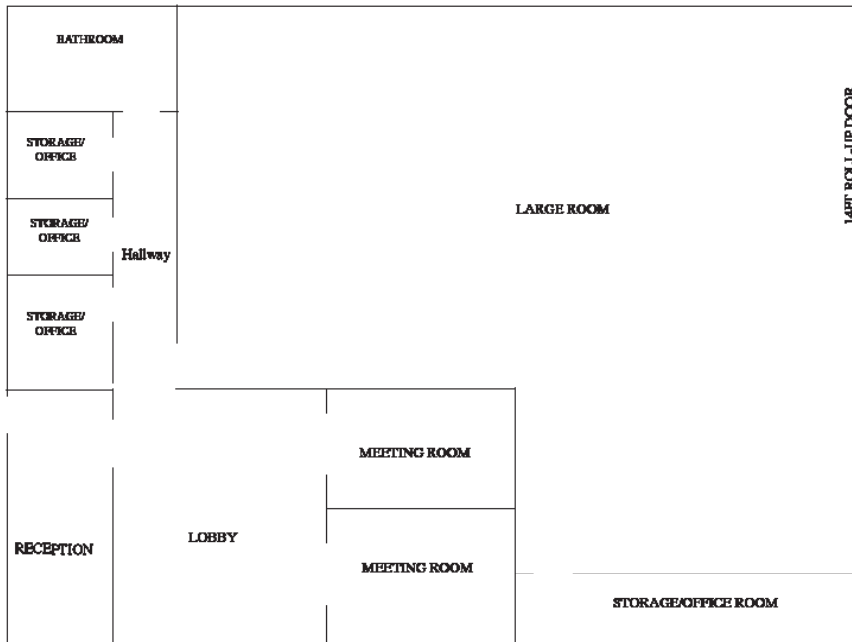 BATHROOM
STORAGE/
OFFICE
STORAGE/
OFFICE
Hallway
STORAGE/
OFFICE
LARGE ROOM
14FT ROLL-UP DOOR
MEETING ROOM
LOBBY
RECEPTION
MEETING ROOM
STORAGE/OFFICE ROOM